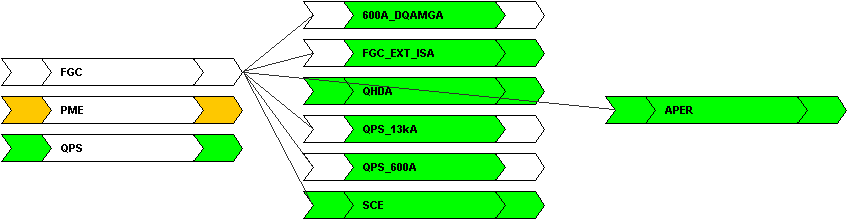 FGC
PME
QPS
600A_DQAMGA
FGC_EXT_ISA
QHDA
QPS_13kA
QPS_600A
SCE
APER